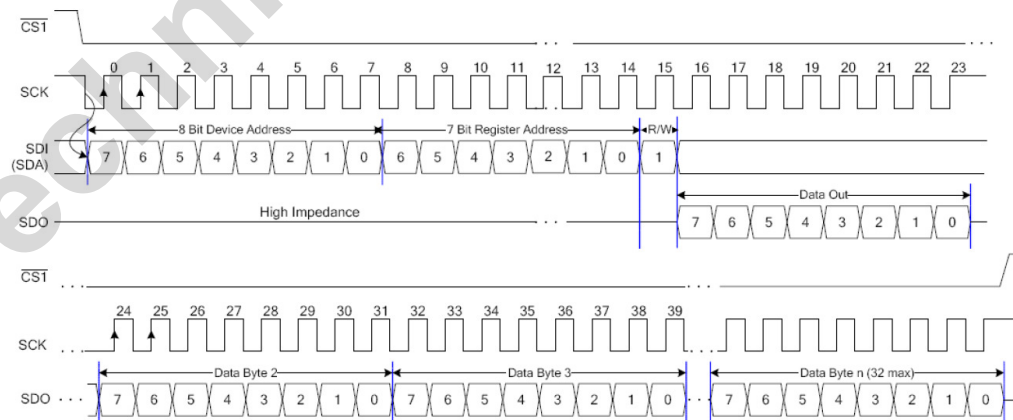 CS1
0 1 2 3 4 5 6 7 8 9 10 11 12 13 14 15 16 17 18 19 20 21 22 23
SCK
8 Bit Device Address 7 Bit Register Address R/W
SDI
(SDA)
7 6 5 4 3 2 1 0 6 5 4 3 2 1 0 1
Data Out
High Impedance
SDO
7 6 5 4 3 2 1 0
CS1
24 25 26 27 28 29 30 31 32 33 34 35 36 37 38 39
SCK
Data Byte 2 Data Byte 3 Data Byte n (32 max)
SDO 7 6 5 4 3 2 1 0 7 6 5 4 3 2 1 0 7 6 5 4 3 2 1 0
echn